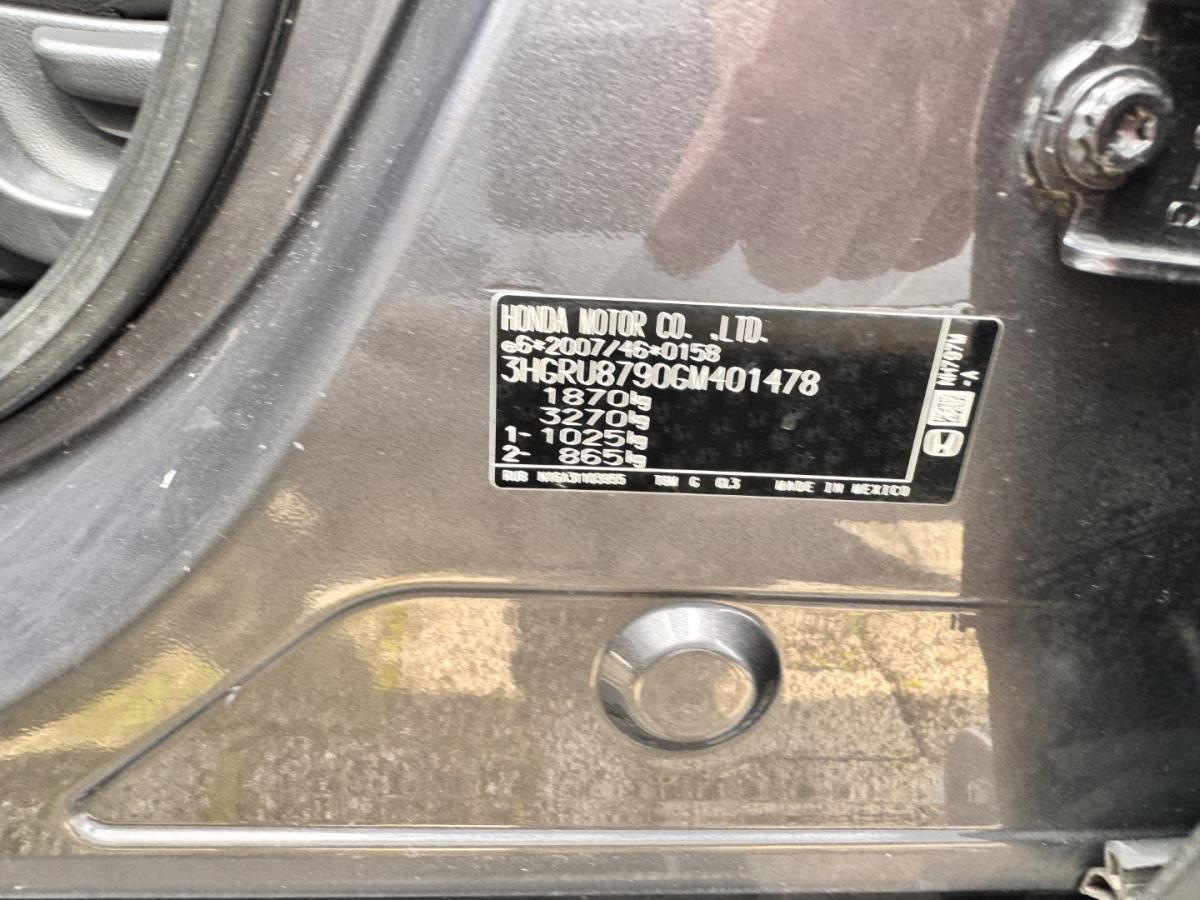 HONDA MOTOR CO. .,LTD.
e6*2007/46*0158
3HGRU8790GM401478
1870kg
3270kg
1- 1025kg
2- 865kg
MADE IN MEXICO